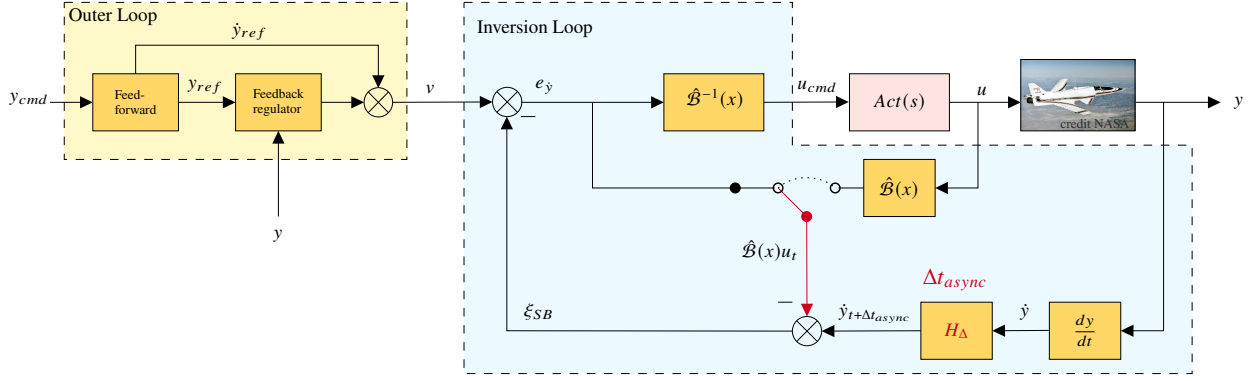 Outer Loop
Inversion Loop
ẏ_ref
y_cmd
Feed-
forward
y_ref
Feedback
regulator
v
e_ẏ
−
ℬ̂⁻¹(x)
u_cmd
Act(s)
u
credit NASA
y
ℬ̂(x)
y
ℬ̂(x)u_t
Δt_async
−
ξ_SB
ẏ_{t+Δt_async}
H_Δ
ẏ
dy
dt